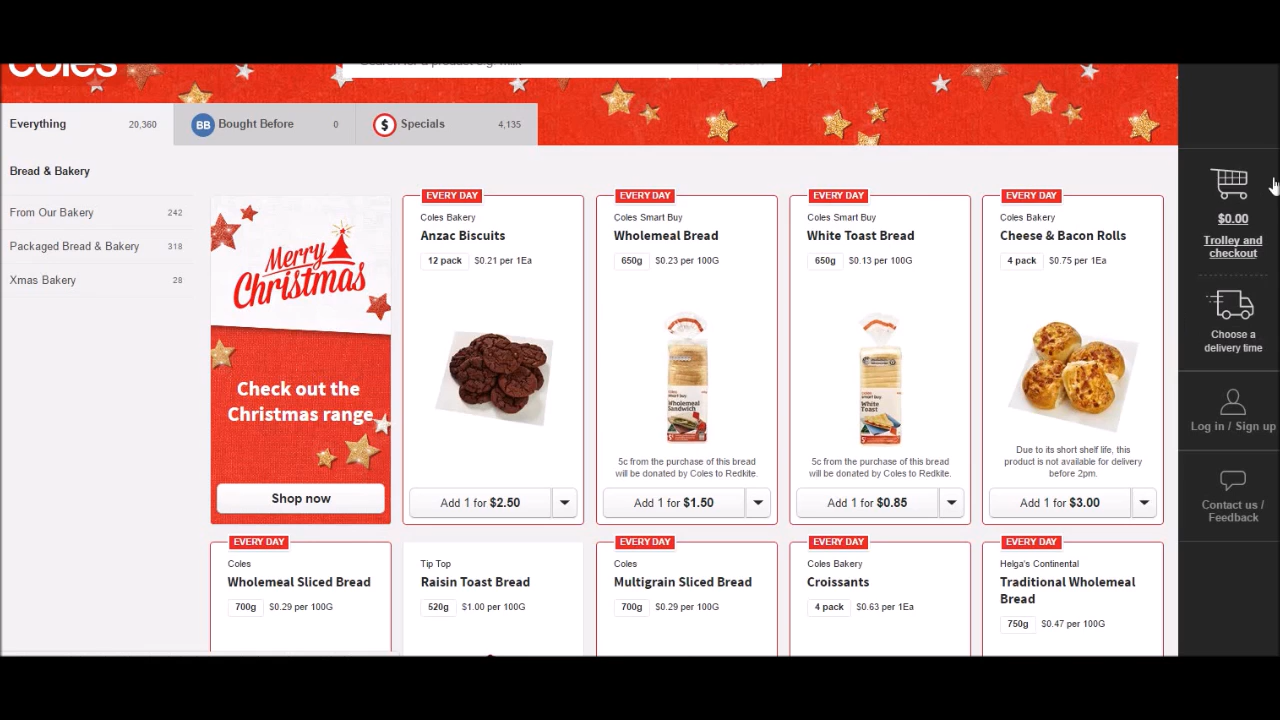 coles
Everything 20,360
BB Bought Before 0
$ Specials 4,135
Bread & Bakery
From Our Bakery 242
Packaged Bread & Bakery 318
Xmas Bakery 28
Merry
Christmas
Check out the
Christmas range
Shop now
EVERY DAY
Coles Bakery
Anzac Biscuits
12 pack $0.21 per 1Ea
Add 1 for $2.50
EVERY DAY
Coles Smart Buy
Wholemeal Bread
650g $0.23 per 100G
Wholemeal
Sandwich
5c from the purchase of this bread
will be donated by Coles to Redkite.
Add 1 for $1.50
EVERY DAY
Coles Smart Buy
White Toast Bread
650g $0.13 per 100G
White
Toast
5c from the purchase of this bread
will be donated by Coles to Redkite.
Add 1 for $0.85
EVERY DAY
Coles Bakery
Cheese & Bacon Rolls
4 pack $0.75 per 1Ea
Due to its short shelf life, this
product is not available for delivery
before 2pm.
Add 1 for $3.00
EVERY DAY
Coles
Wholemeal Sliced Bread
700g $0.29 per 100G
Tip Top
Raisin Toast Bread
520g $1.00 per 100G
EVERY DAY
Coles
Multigrain Sliced Bread
700g $0.29 per 100G
EVERY DAY
Coles Bakery
Croissants
4 pack $0.63 per 1Ea
EVERY DAY
Helga's Continental
Traditional Wholemeal
Bread
750g $0.47 per 100G
$0.00
Trolley and
checkout
Choose a
delivery time
Log in / Sign up
Contact us /
Feedback